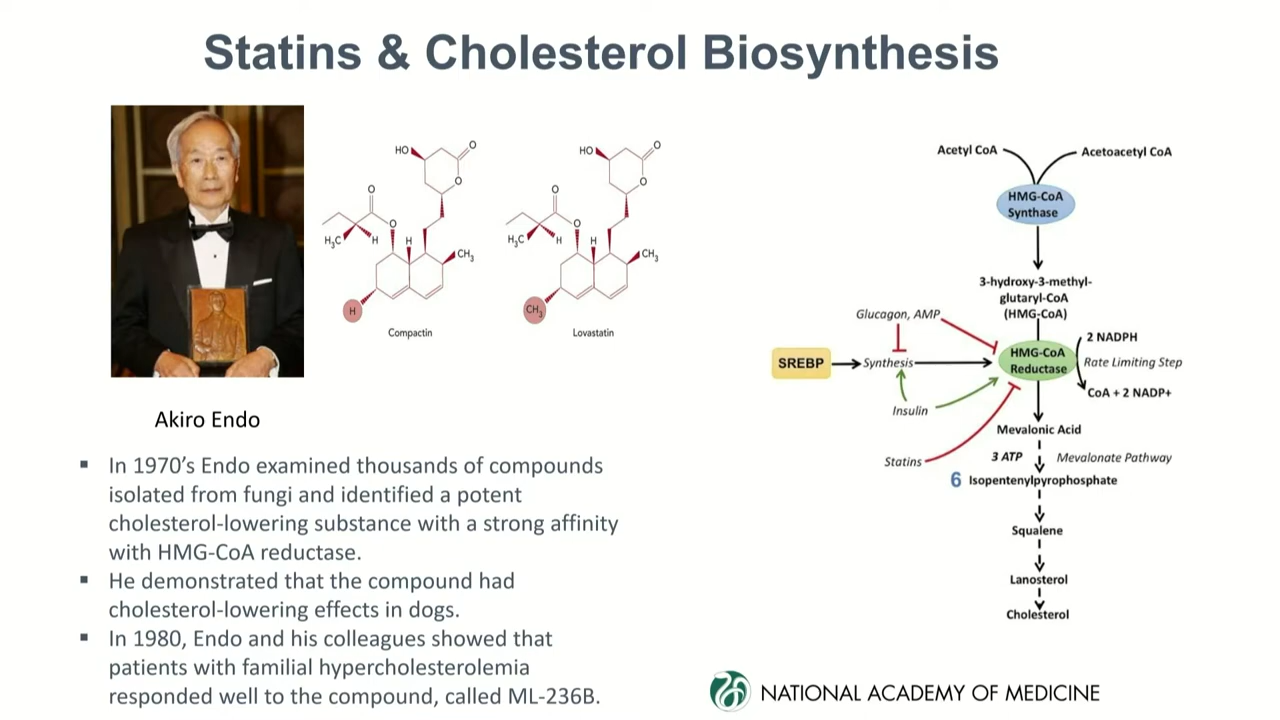 Statins & Cholesterol Biosynthesis
HO
O
O
O
O
H₃C
H
H
CH₃
H
Compactin
HO
O
O
O
O
H₃C
H
H
CH₃
CH₃
Lovastatin
Akiro Endo
▪ In 1970’s Endo examined thousands of compounds
isolated from fungi and identified a potent
cholesterol-lowering substance with a strong affinity
with HMG-CoA reductase.
▪ He demonstrated that the compound had
cholesterol-lowering effects in dogs.
▪ In 1980, Endo and his colleagues showed that
patients with familial hypercholesterolemia
responded well to the compound, called ML-236B.
Acetyl CoA
Acetoacetyl CoA
HMG-CoA
Synthase
3-hydroxy-3-methyl-
glutaryl-CoA
(HMG-CoA)
Glucagon, AMP
2 NADPH
SREBP
Synthesis
HMG-CoA
Reductase
Rate Limiting Step
CoA + 2 NADP+
Insulin
Mevalonic Acid
Statins
3 ATP
Mevalonate Pathway
6 Isopentenylpyrophosphate
Squalene
Lanosterol
Cholesterol
NATIONAL ACADEMY OF MEDICINE